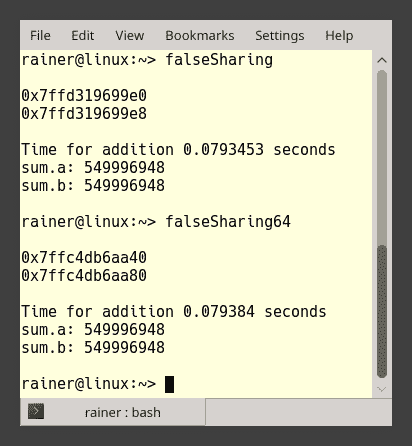 File Edit View Bookmarks Settings Help
rainer@linux:~> falseSharing
0x7ffd319699e0
0x7ffd319699e8
Time for addition 0.0793453 seconds
sum.a: 549996948
sum.b: 549996948
rainer@linux:~> falseSharing64
0x7ffc4db6aa40
0x7ffc4db6aa80
Time for addition 0.079384 seconds
sum.a: 549996948
sum.b: 549996948
rainer@linux:~>
rainer : bash